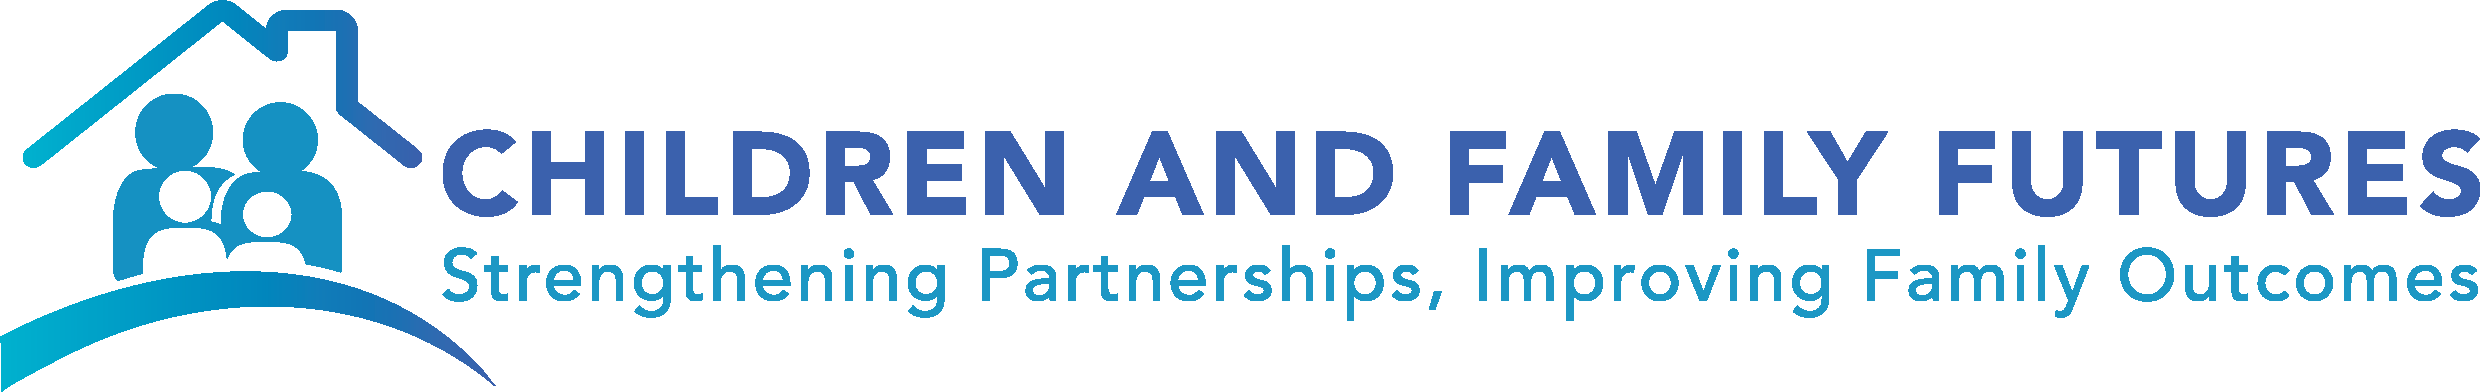 CHILDREN AND FAMILY FUTURES
Strengthening Partnerships, Improving Family Outcomes